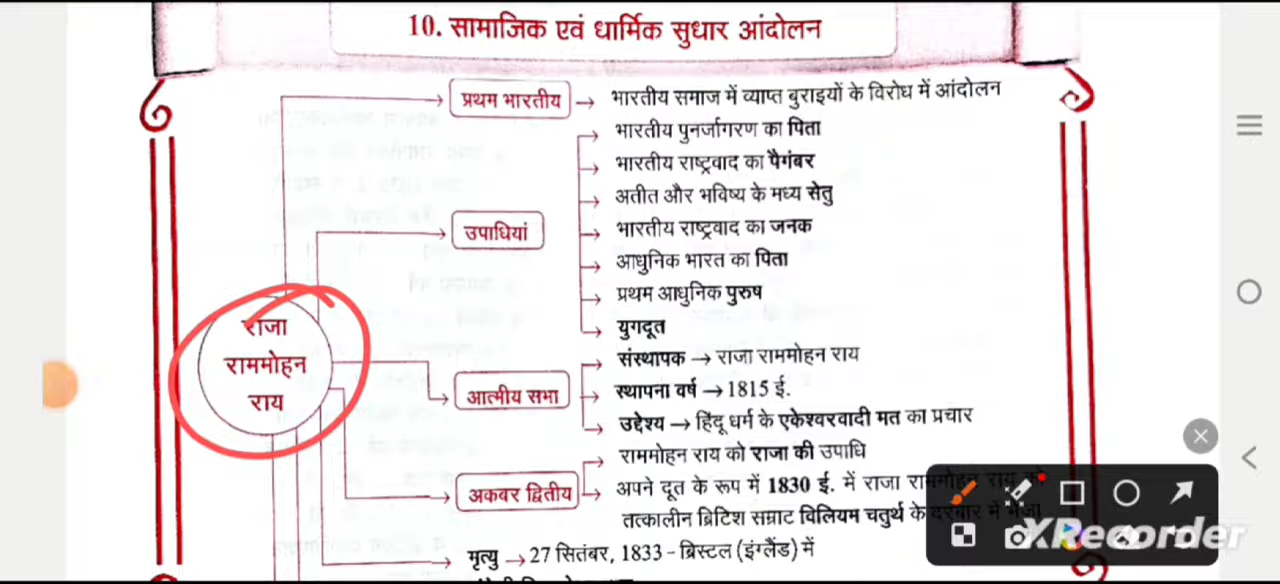 10. सामाजिक एवं धार्मिक सुधार आंदोलन
प्रथम भारतीय → भारतीय समाज में व्याप्त बुराइयों के विरोध में आंदोलन
उपाधियां
भारतीय पुनर्जागरण का पिता
भारतीय राष्ट्रवाद का पैगंबर
अतीत और भविष्य के मध्य सेतु
भारतीय राष्ट्रवाद का जनक
आधुनिक भारत का पिता
प्रथम आधुनिक पुरुष
युगदूत
राजा
राममोहन
राय
आत्मीय सभा
संस्थापक → राजा राममोहन राय
स्थापना वर्ष → 1815 ई.
उद्देश्य → हिंदू धर्म के एकेश्वरवादी मत का प्रचार
अकबर द्वितीय
राममोहन राय को राजा की उपाधि
अपने दूत के रूप में 1830 ई. में राजा राममोहन राय को
तत्कालीन ब्रिटिश सम्राट विलियम चतुर्थ के दरबार में भेजा
मृत्यु → 27 सितंबर, 1833 - ब्रिस्टल (इंग्लैंड) में
XRecorder